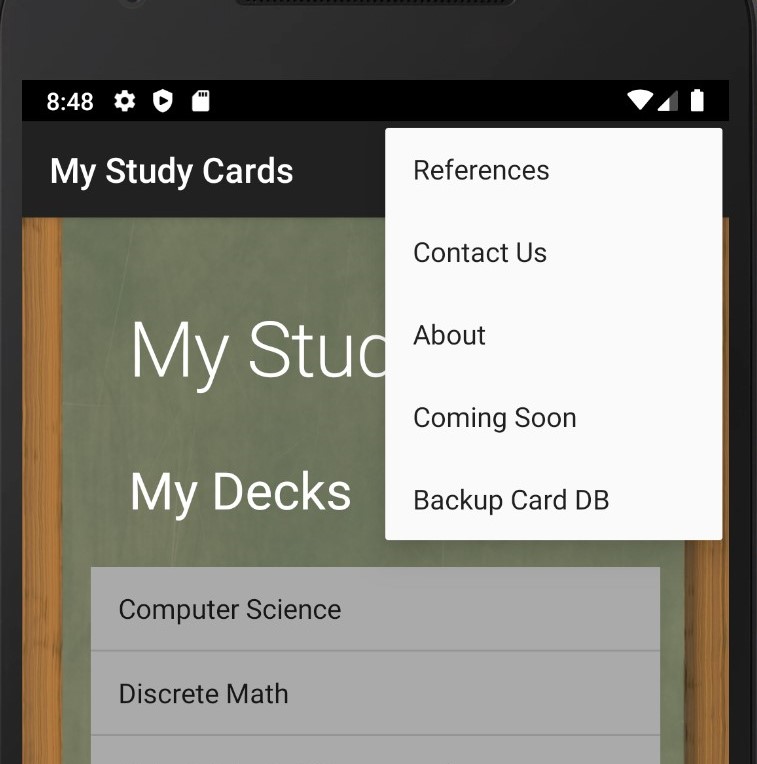 8:48
My Study Cards
References
Contact Us
About
Coming Soon
Backup Card DB
My Stud
My Decks
Computer Science
Discrete Math